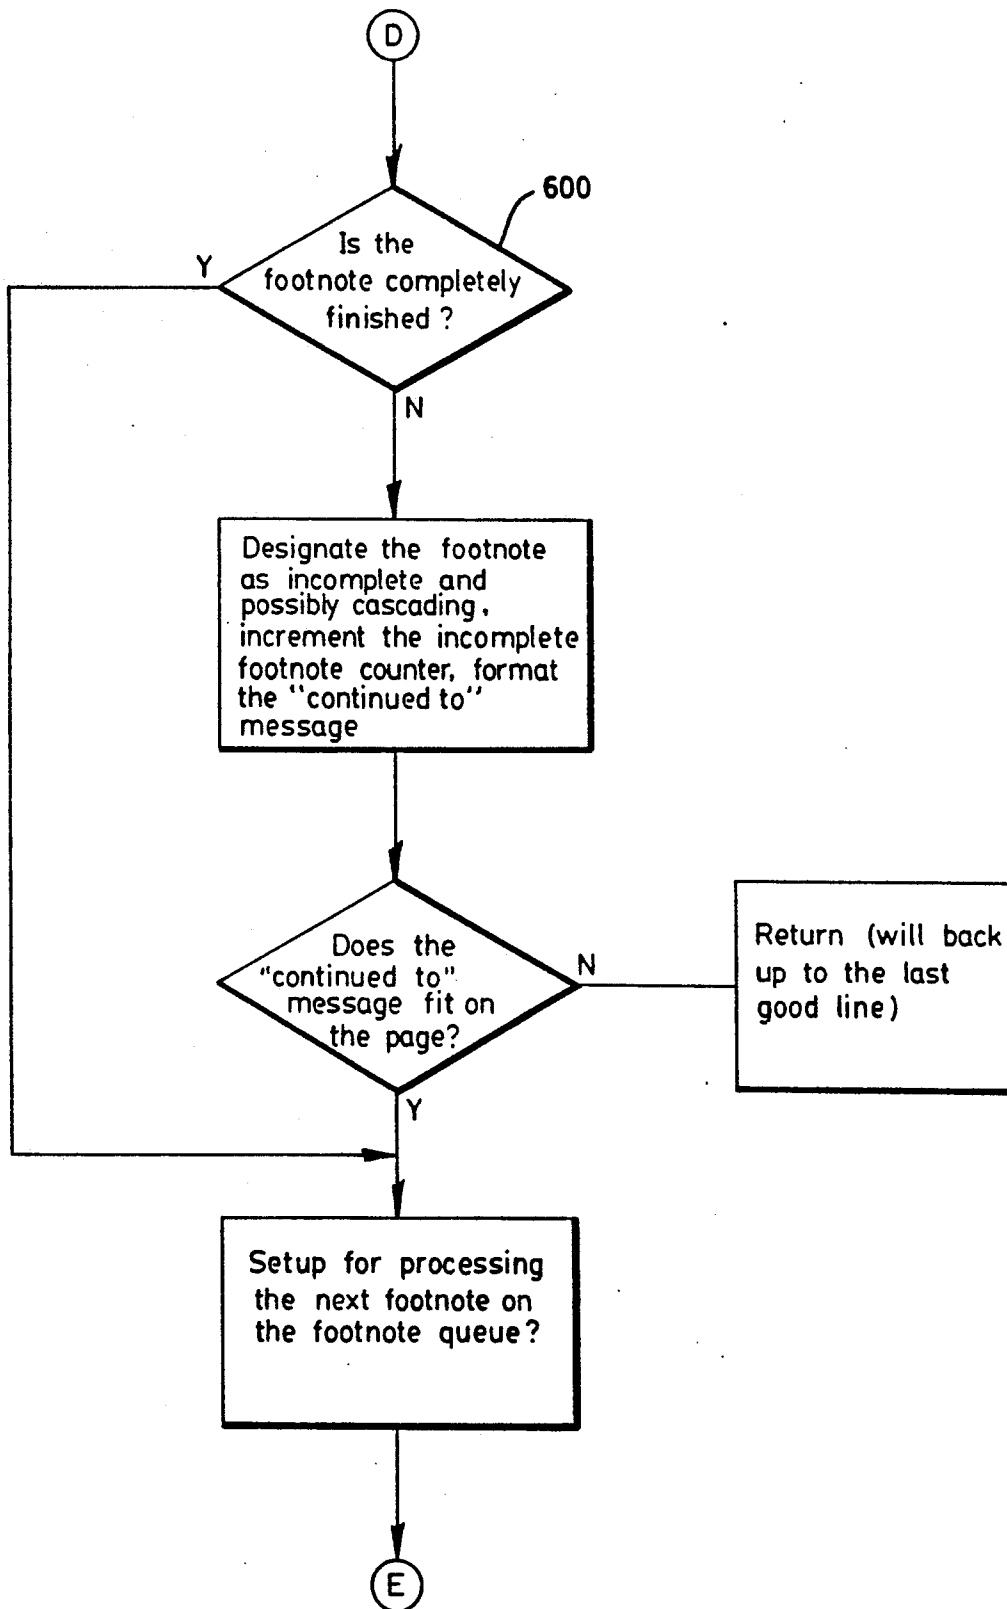 D
600
Is the
footnote completely
finished ?
Y
N
Designate the footnote
as incomplete and
possibly cascading,
increment the incomplete
footnote counter, format
the "continued to"
message
Does the
"continued to"
message fit on
the page?
N
Return (will back
up to the last
good line)
Y
Setup for processing
the next footnote on
the footnote queue?
E